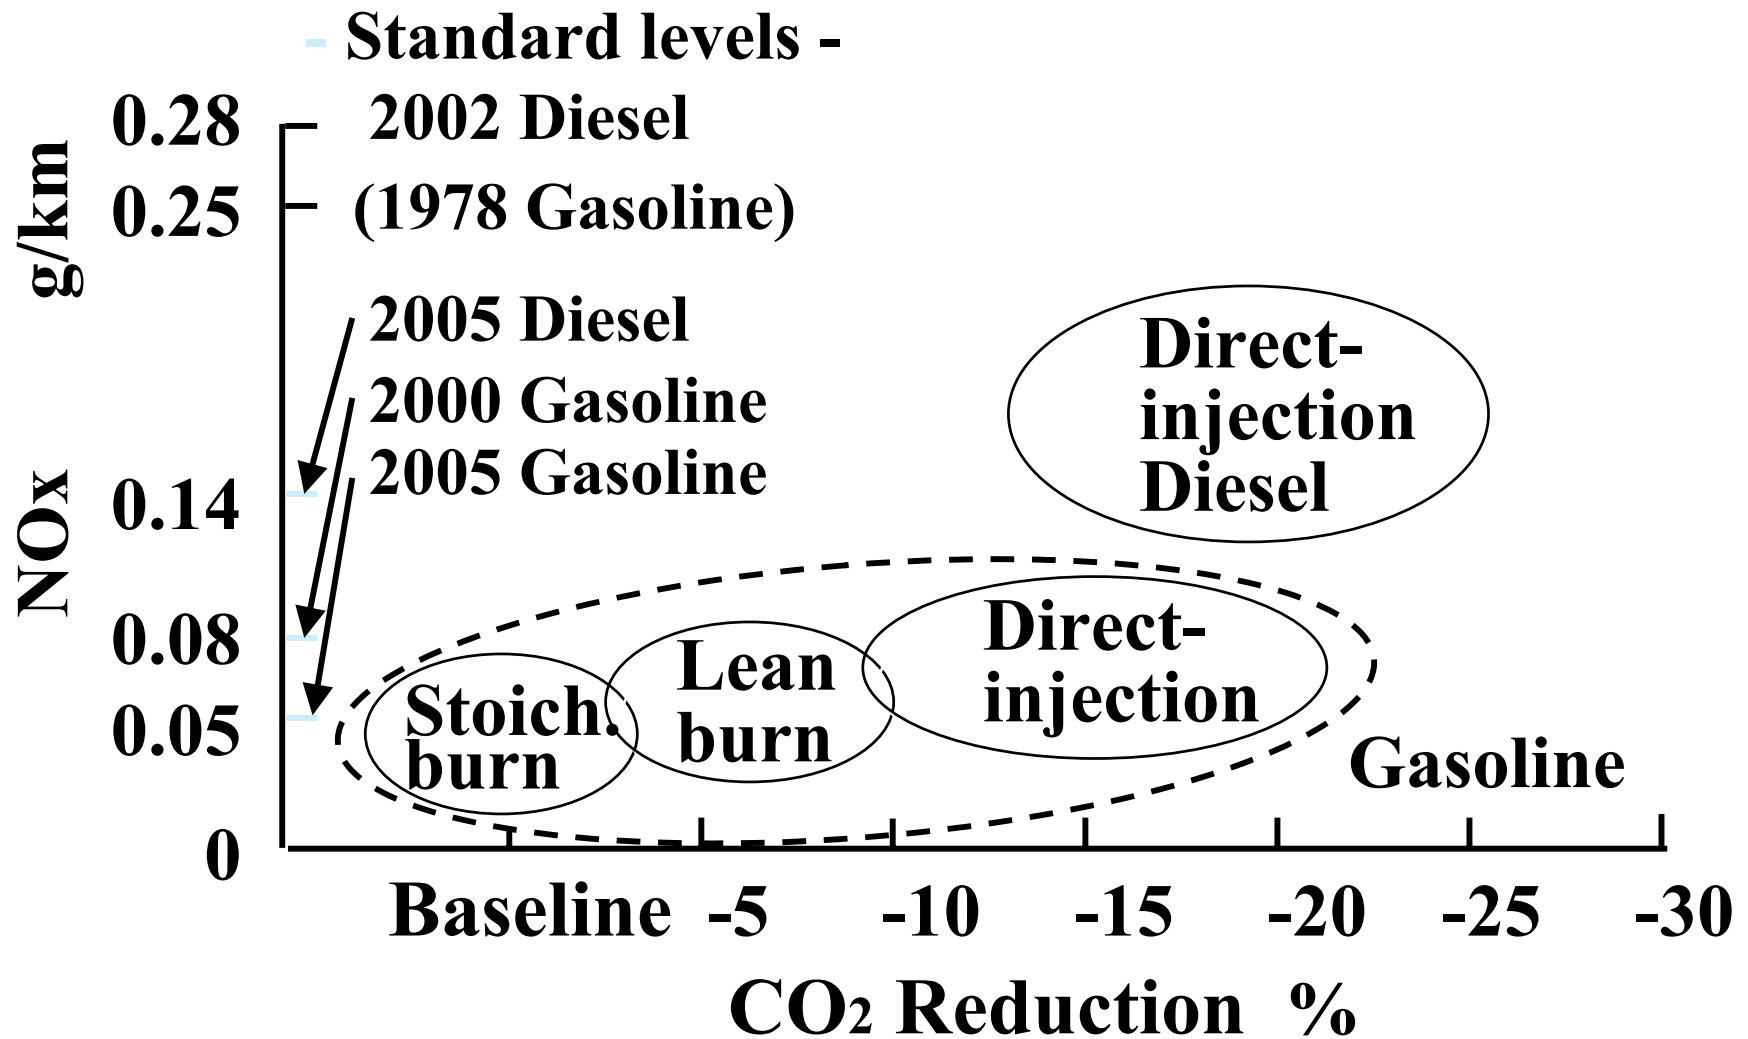 - Standard levels -
0.28
2002 Diesel
0.25
(1978 Gasoline)
g/km
2005 Diesel
2000 Gasoline
2005 Gasoline
0.14
NOx
0.08
0.05
0
Direct-
injection
Diesel
Direct-
injection
Lean
burn
Stoich.
burn
Gasoline
Baseline -5 -10 -15 -20 -25 -30
CO₂ Reduction %